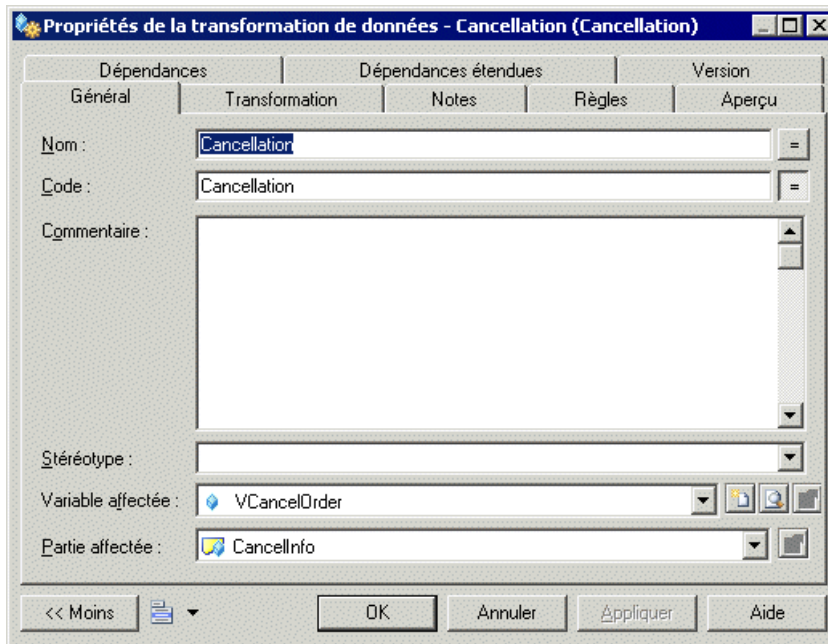 Propriétés de la transformation de données - Cancellation (Cancellation)
Dépendances Dépendances étendues Version
Général Transformation Notes Règles Aperçu
Nom : Cancellation =
Code : Cancellation =
Commentaire :
Stéréotype :
Variable affectée : VCancelOrder
Partie affectée : CancelInfo
<< Moins OK Annuler Appliquer Aide